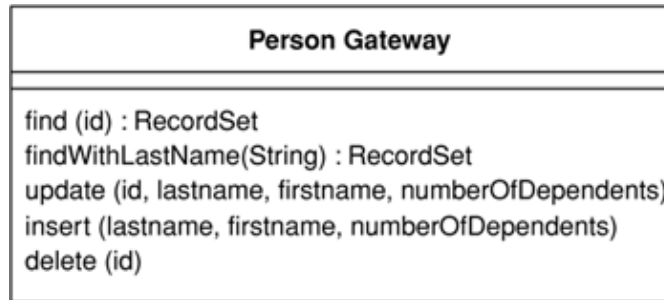 Person Gateway
find (id) : RecordSet
findWithLastName(String) : RecordSet
update (id, lastname, firstname, numberOfDependents)
insert (lastname, firstname, numberOfDependents)
delete (id)